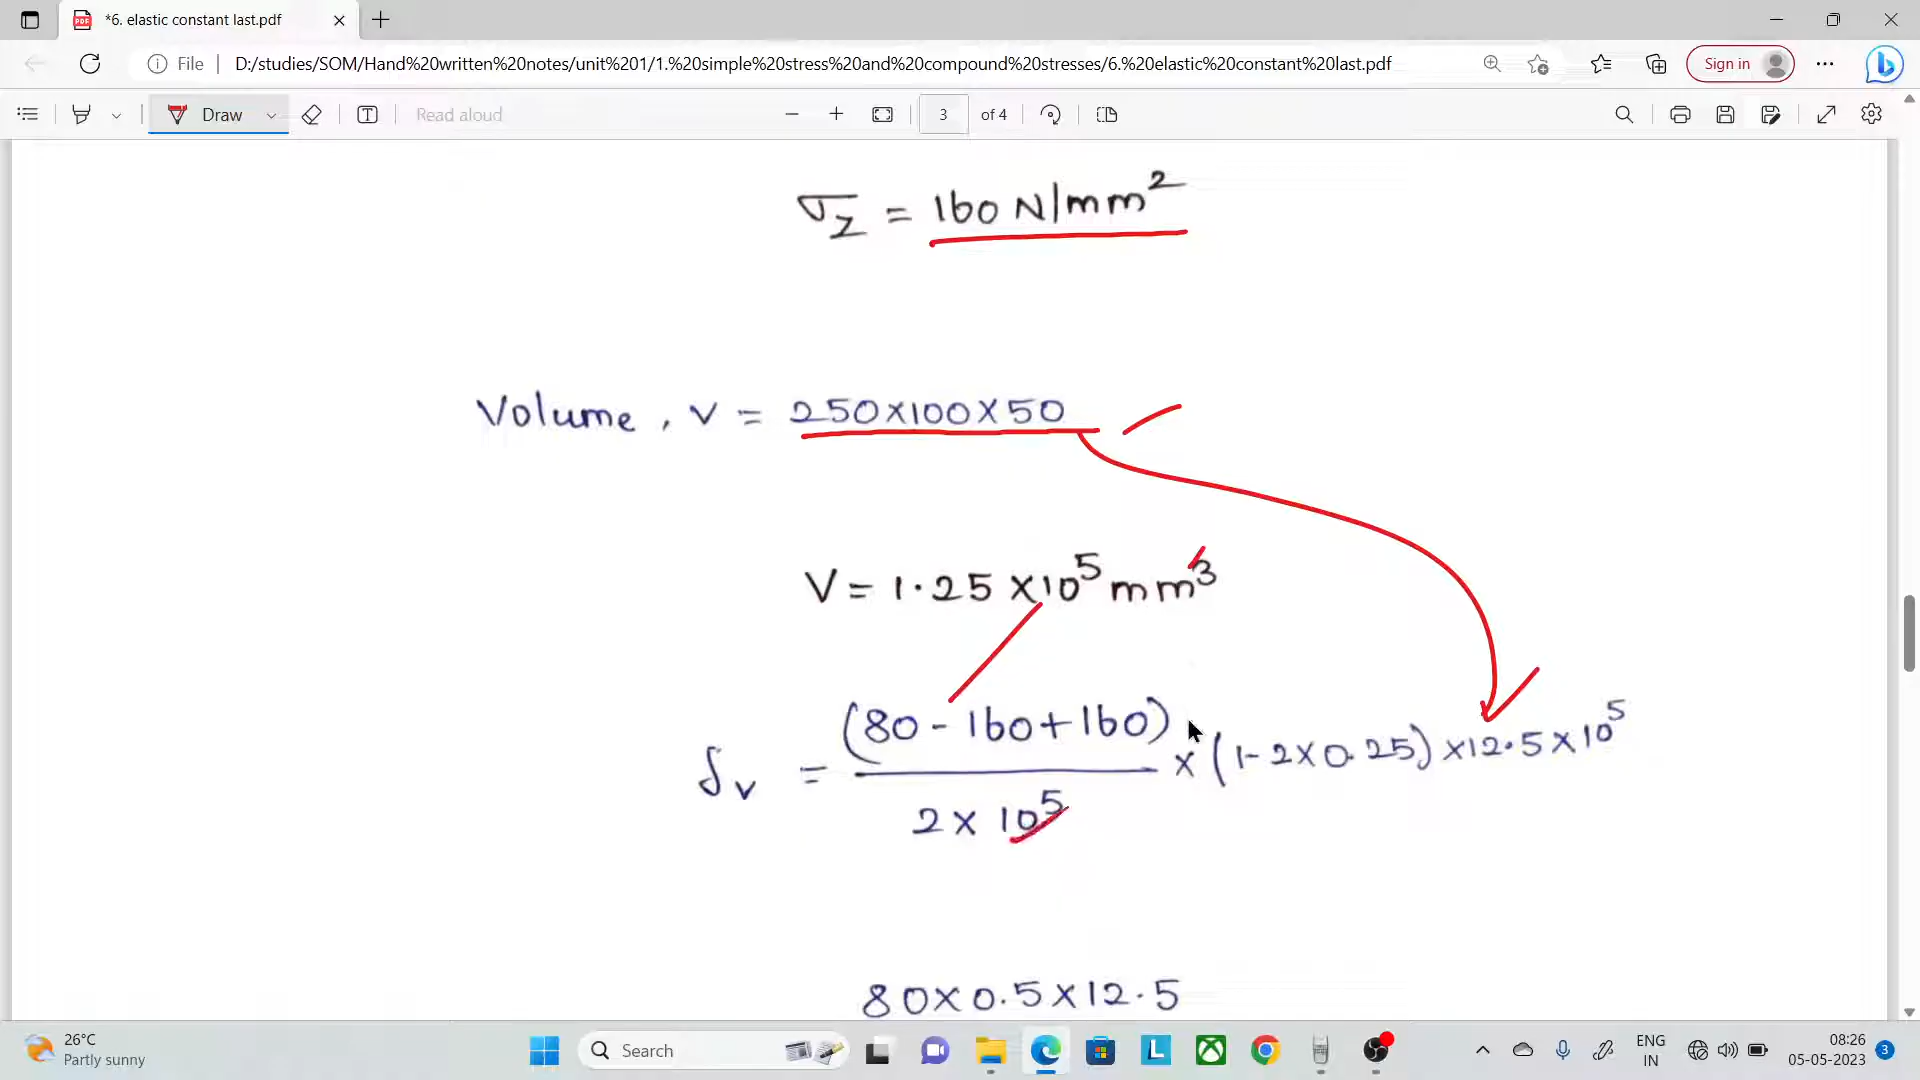 *6. elastic constant last.pdf
File
D:/studies/SOM/Hand%20written%20notes/unit%201/1.%20simple%20stress%20and%20compound%20stresses/6.%20elastic%20constant%20last.pdf
Sign in
Draw
Read aloud
3 of 4
σz = 160 N/mm²
Volume, V = 250×100×50
V = 1.25 ×10⁵ mm³
δv = (80 - 160+160) / 2 × 10⁵ × (1-2×0.25) ×12.5×10⁵
80×0.5×12.5
26°C
Partly sunny
Search
ENG
IN
08:26
05-05-2023
3